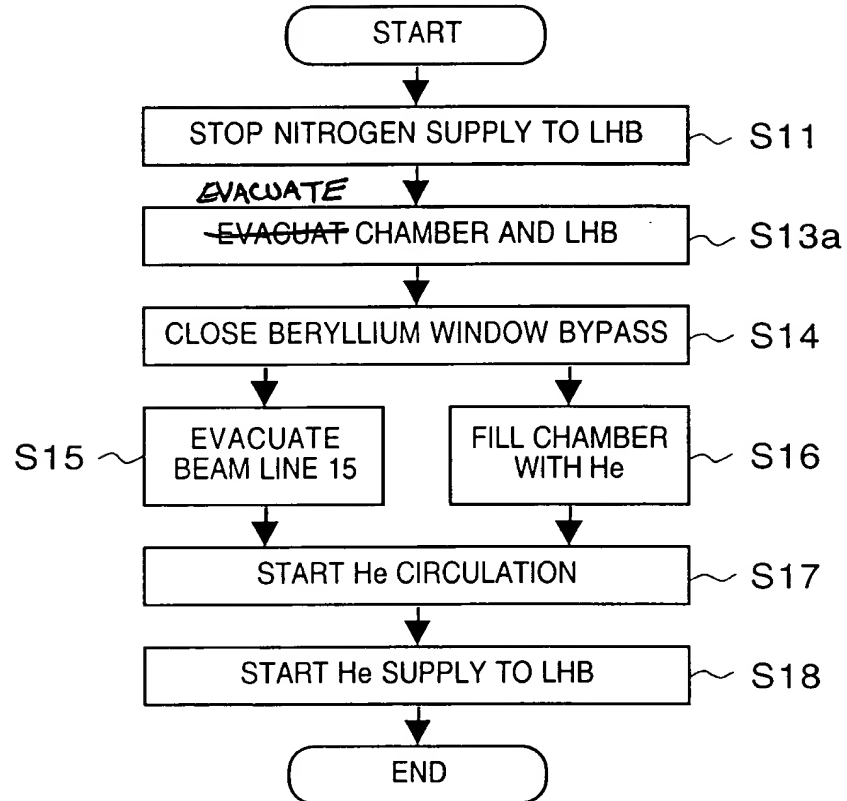 START
STOP NITROGEN SUPPLY TO LHB
S11
EVACUATE
EVACUAT CHAMBER AND LHB
S13a
CLOSE BERYLLIUM WINDOW BYPASS
S14
S15
EVACUATE
BEAM LINE 15
FILL CHAMBER
WITH He
S16
START He CIRCULATION
S17
START He SUPPLY TO LHB
S18
END